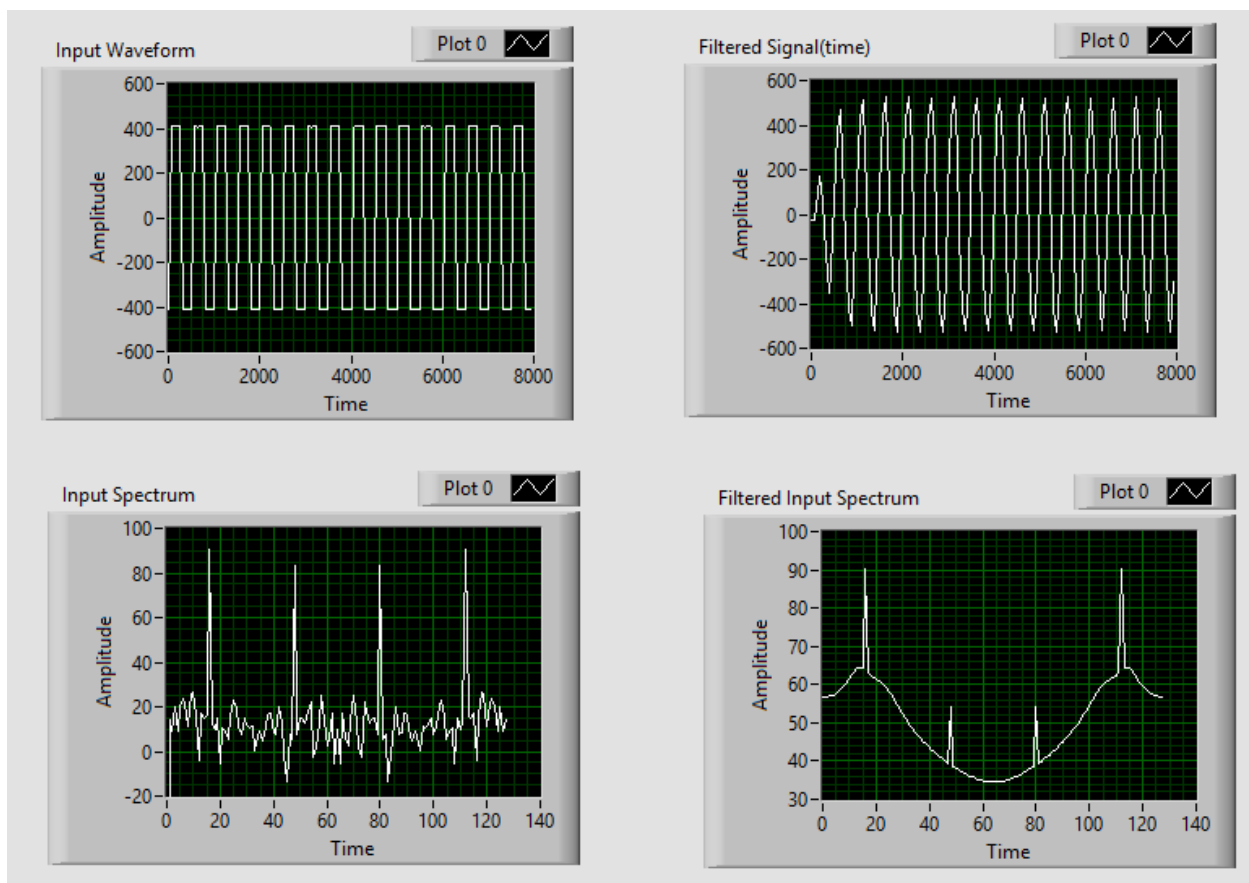 Input Waveform
Plot 0
600
400
200
0
-200
-400
-600
Amplitude
0 2000 4000 6000 8000
Time
Filtered Signal(time)
Plot 0
600
400
200
0
-200
-400
-600
Amplitude
0 2000 4000 6000 8000
Time
Input Spectrum
Plot 0
100
80
60
40
20
0
-20
Amplitude
0 20 40 60 80 100 120 140
Time
Filtered Input Spectrum
Plot 0
100
90
80
70
60
50
40
30
Amplitude
0 20 40 60 80 100 120 140
Time